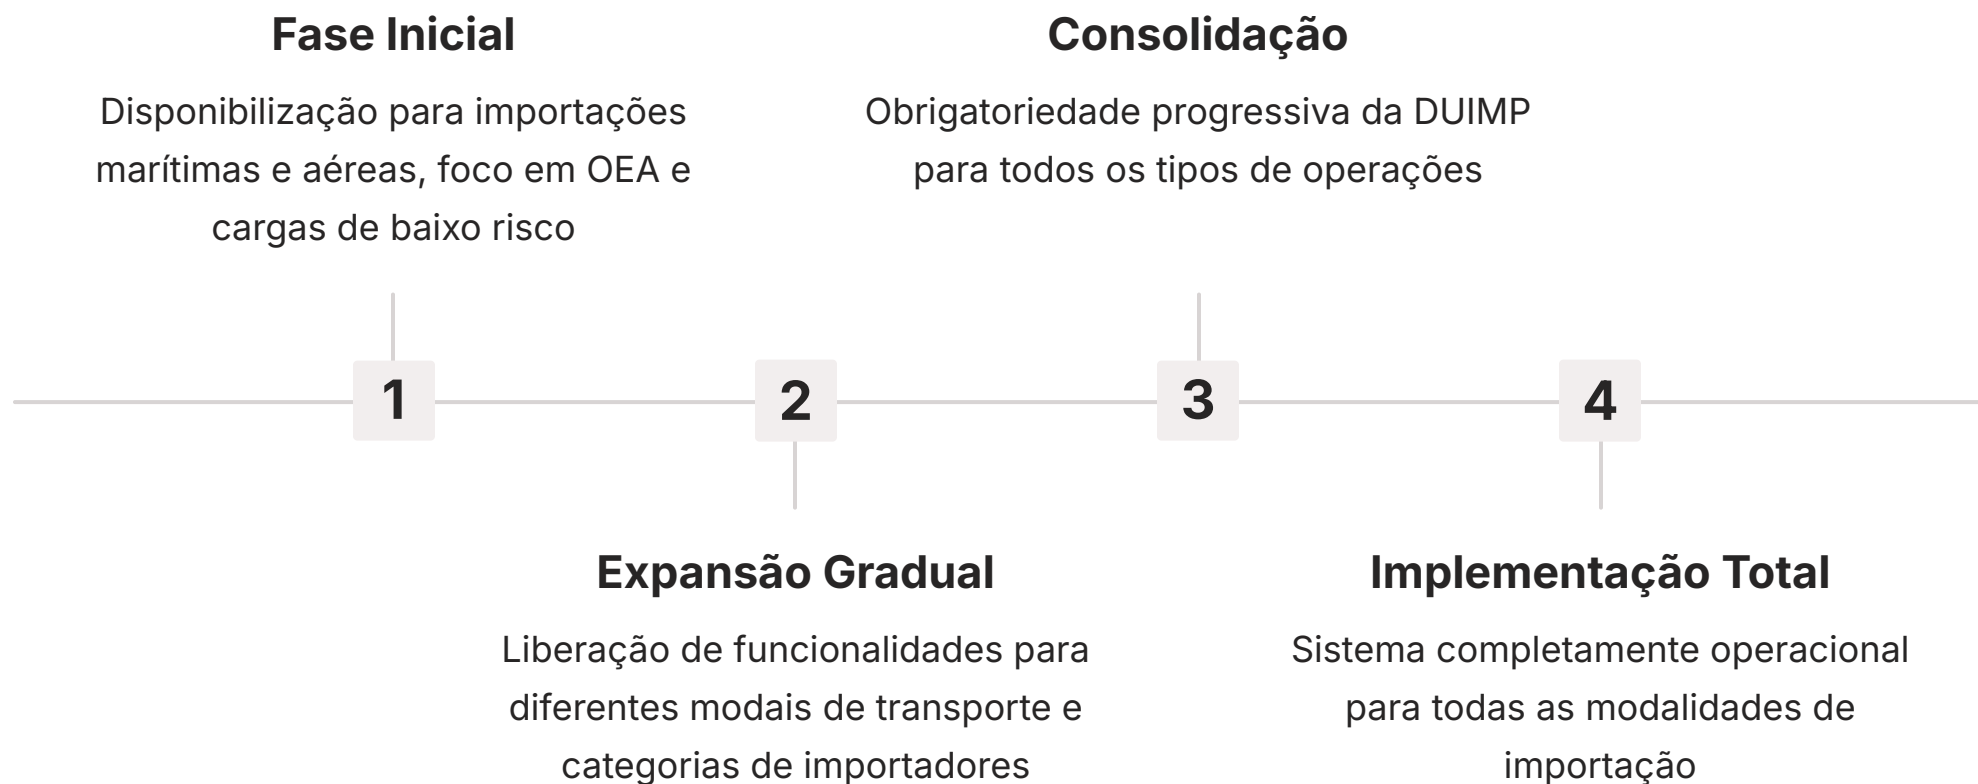 Fase Inicial
Disponibilização para importações
marítimas e aéreas, foco em OEA e
cargas de baixo risco
Consolidação
Obrigatoriedade progressiva da DUIMP
para todos os tipos de operações
1
2
3
4
Expansão Gradual
Liberação de funcionalidades para
diferentes modais de transporte e
categorias de importadores
Implementação Total
Sistema completamente operacional
para todas as modalidades de
importação